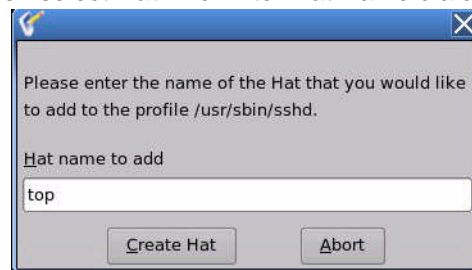 Please enter the name of the Hat that you would like
to add to the profile /usr/sbin/sshd.
Hat name to add
top
Create Hat Abort